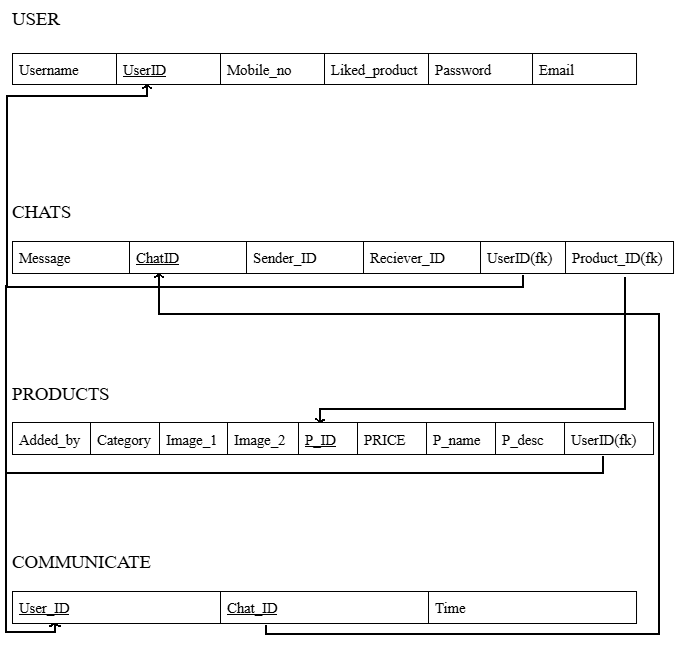 USER
Username UserID Mobile_no Liked_product Password Email
CHATS
Message ChatID Sender_ID Reciever_ID UserID(fk) Product_ID(fk)
PRODUCTS
Added_by Category Image_1 Image_2 P_ID PRICE P_name P_desc UserID(fk)
COMMUNICATE
User_ID Chat_ID Time